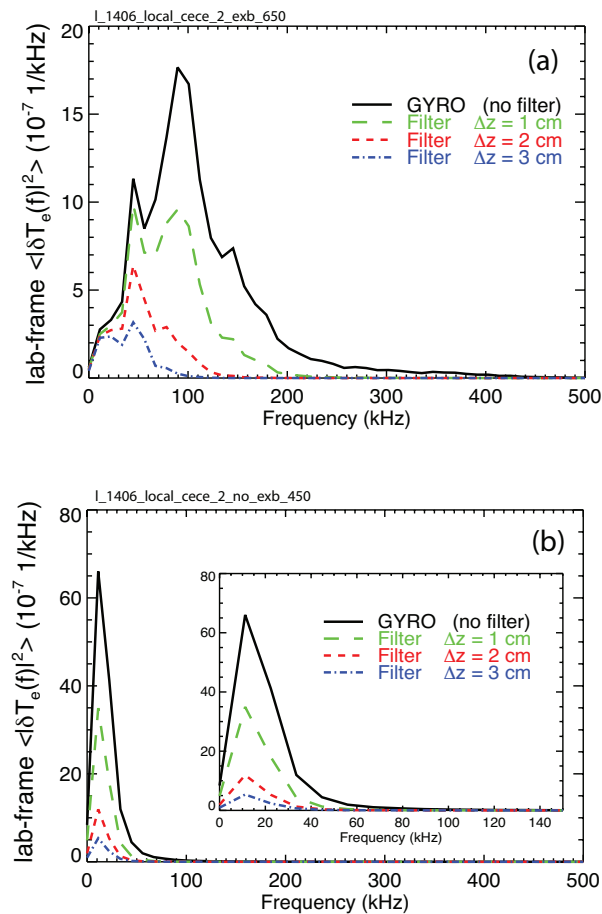 l_1406_local_cece_2_exb_650
(a)
lab-frame <lδT_e(f)l²> (10⁻⁷ 1/kHz)
20
15
10
5
0
GYRO (no filter)
Filter Δz = 1 cm
Filter Δz = 2 cm
Filter Δz = 3 cm
0 100 200 300 400 500
Frequency (kHz)
l_1406_local_cece_2_no_exb_450
(b)
lab-frame <lδT_e(f)l²> (10⁻⁷ 1/kHz)
80
60
40
20
0
80
60
40
20
0
GYRO (no filter)
Filter Δz = 1 cm
Filter Δz = 2 cm
Filter Δz = 3 cm
0 20 40 60 80 100 120 140
Frequency (kHz)
0 100 200 300 400 500
Frequency (kHz)